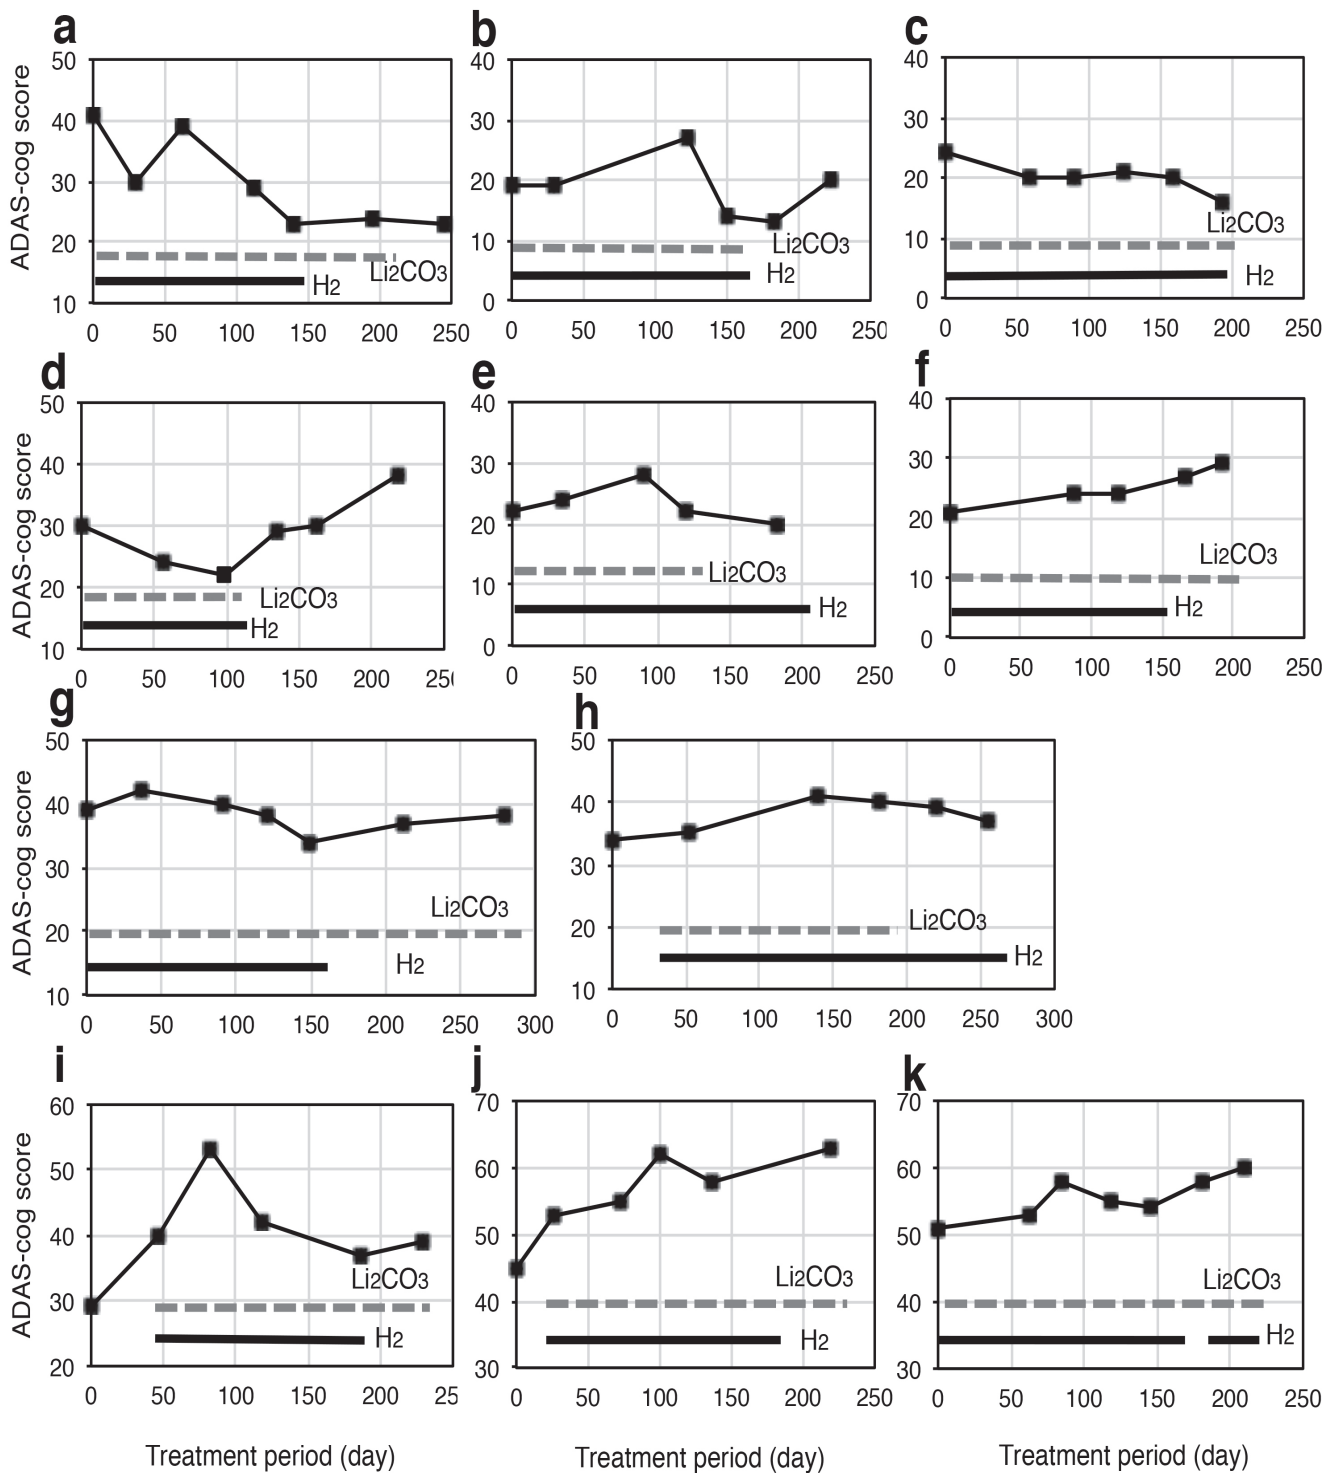 a
b
c
50
40
30
20
10
ADAS-cog score
Li2CO3
H2
0 50 100 150 200 250
40
30
20
10
0
Li2CO3
H2
0 50 100 150 200 250
40
30
20
10
0
Li2CO3
H2
0 50 100 150 200 250
d
e
f
50
40
30
20
10
ADAS-cog score
Li2CO3
H2
0 50 100 150 200 250
40
30
20
10
0
Li2CO3
H2
0 50 100 150 200 250
40
30
20
10
0
Li2CO3
H2
0 50 100 150 200 250
g
h
50
40
30
20
10
ADAS-cog score
Li2CO3
H2
0 50 100 150 200 250 300
50
40
30
20
10
Li2CO3
H2
0 50 100 150 200 250 300
i
j
k
60
50
40
30
20
ADAS-cog score
Li2CO3
H2
0 50 100 150 200 25
70
60
50
40
30
Li2CO3
H2
0 50 100 150 200 250
70
60
50
40
30
Li2CO3
H2
0 50 100 150 200 250
Treatment period (day)
Treatment period (day)
Treatment period (day)